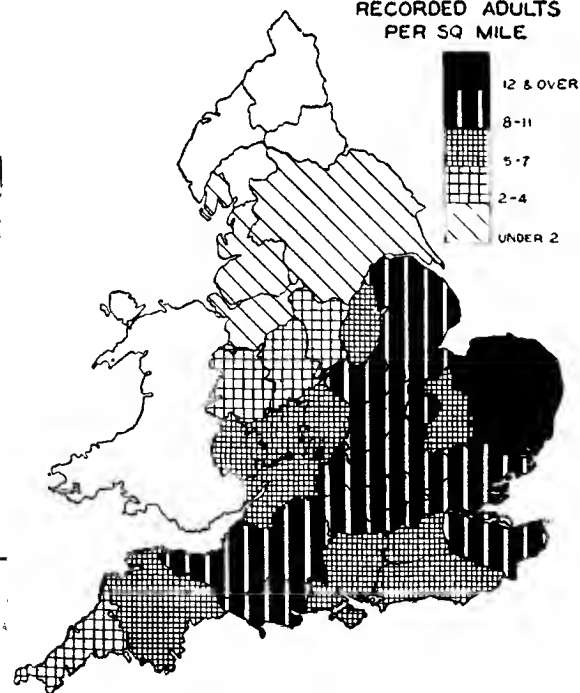 RECORDED ADULTS
PER SQ MILE
12 & OVER
8-11
5-7
2-4
UNDER 2